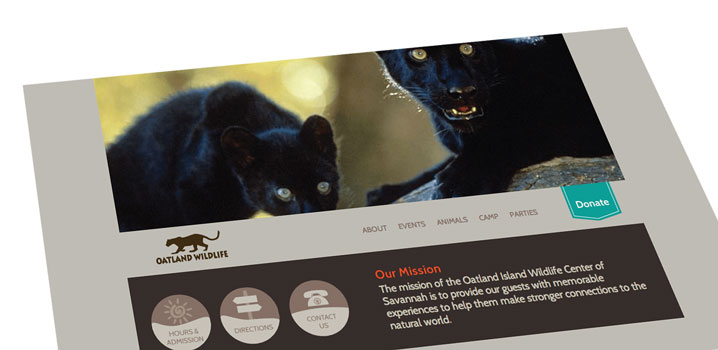 ABOUT EVENTS ANIMALS CAMP PARTIES
Donate
OATLAND WILDLIFE
HOURS &
ADMISSION
DIRECTIONS
CONTACT
US
Our Mission
The mission of the Oatland Island Wildlife Center of
Savannah is to provide our guests with memorable
experiences to help them make stronger connections to the
natural world.